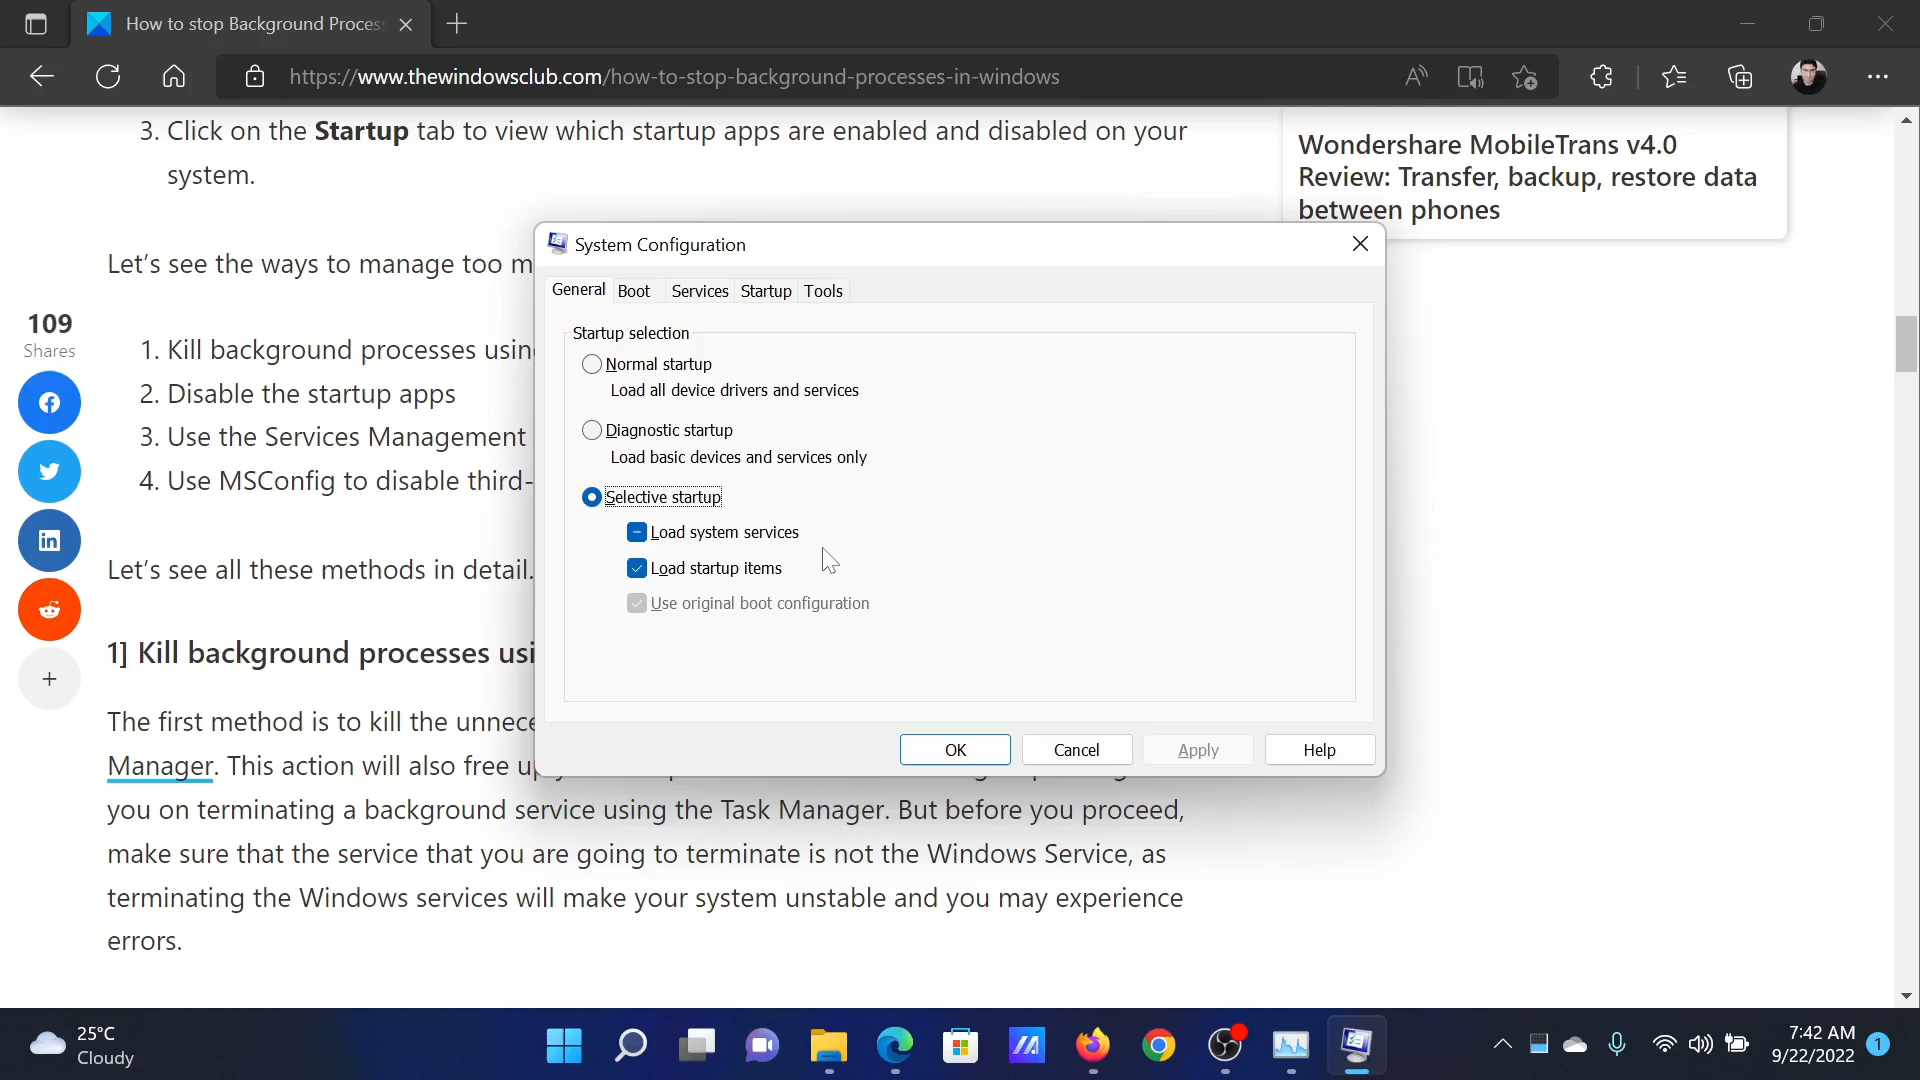 How to stop Background Proces
https://www.thewindowsclub.com/how-to-stop-background-processes-in-windows
3. Click on the Startup tab to view which startup apps are enabled and disabled on your
system.
Wondershare MobileTrans v4.0
Review: Transfer, backup, restore data
between phones
Let's see the ways to manage too m
109
Shares
1. Kill background processes using
2. Disable the startup apps
3. Use the Services Management
4. Use MSConfig to disable third-
Let's see all these methods in detail.
1] Kill background processes usi
The first method is to kill the unnece
Manager. This action will also free up
you on terminating a background service using the Task Manager. But before you proceed,
make sure that the service that you are going to terminate is not the Windows Service, as
terminating the Windows services will make your system unstable and you may experience
errors.
System Configuration
General Boot Services Startup Tools
Startup selection
Normal startup
Load all device drivers and services
Diagnostic startup
Load basic devices and services only
Selective startup
Load system services
Load startup items
Use original boot configuration
OK Cancel Apply Help
25°C
Cloudy
7:42 AM
9/22/2022
1